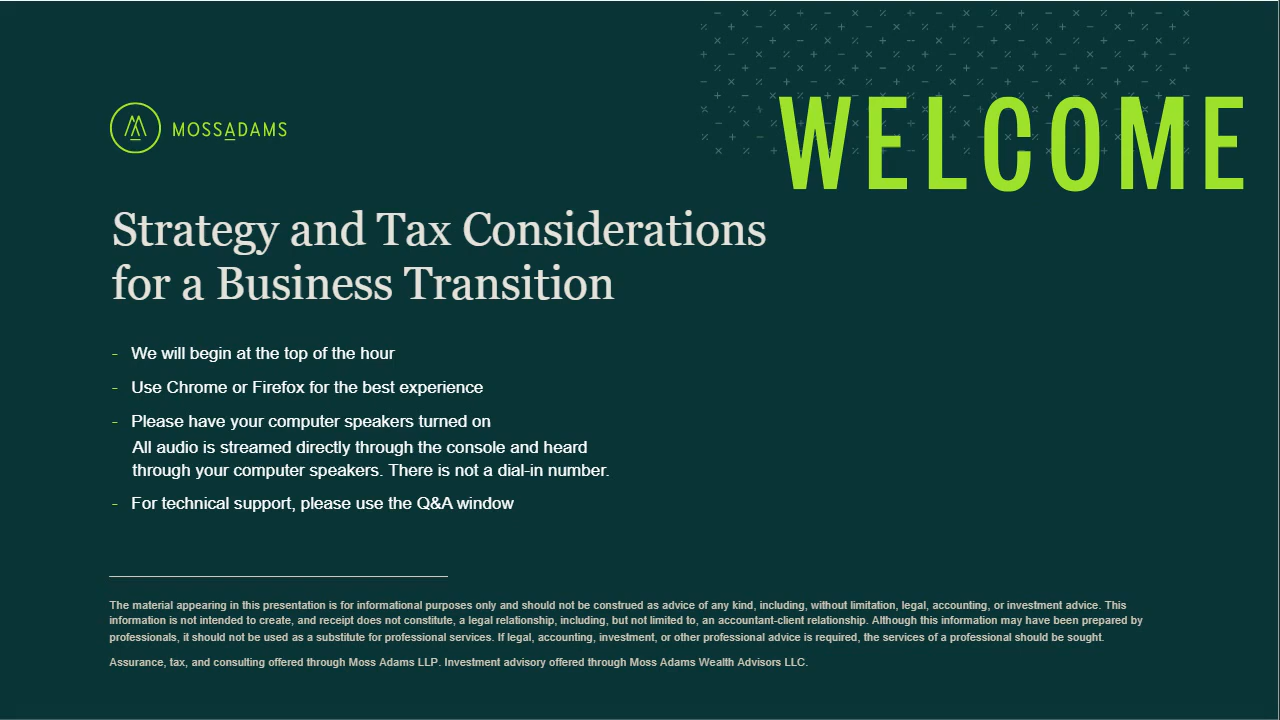 WELCOME
MOSSADAMS
Strategy and Tax Considerations
for a Business Transition
- We will begin at the top of the hour
- Use Chrome or Firefox for the best experience
- Please have your computer speakers turned on
All audio is streamed directly through the console and heard
through your computer speakers. There is not a dial-in number.
- For technical support, please use the Q&A window
The material appearing in this presentation is for informational purposes only and should not be construed as advice of any kind, including, without limitation, legal, accounting, or investment advice. This
information is not intended to create, and receipt does not constitute, a legal relationship, including, but not limited to, an accountant-client relationship. Although this information may have been prepared by
professionals, it should not be used as a substitute for professional services. If legal, accounting, investment, or other professional advice is required, the services of a professional should be sought.
Assurance, tax, and consulting offered through Moss Adams LLP. Investment advisory offered through Moss Adams Wealth Advisors LLC.